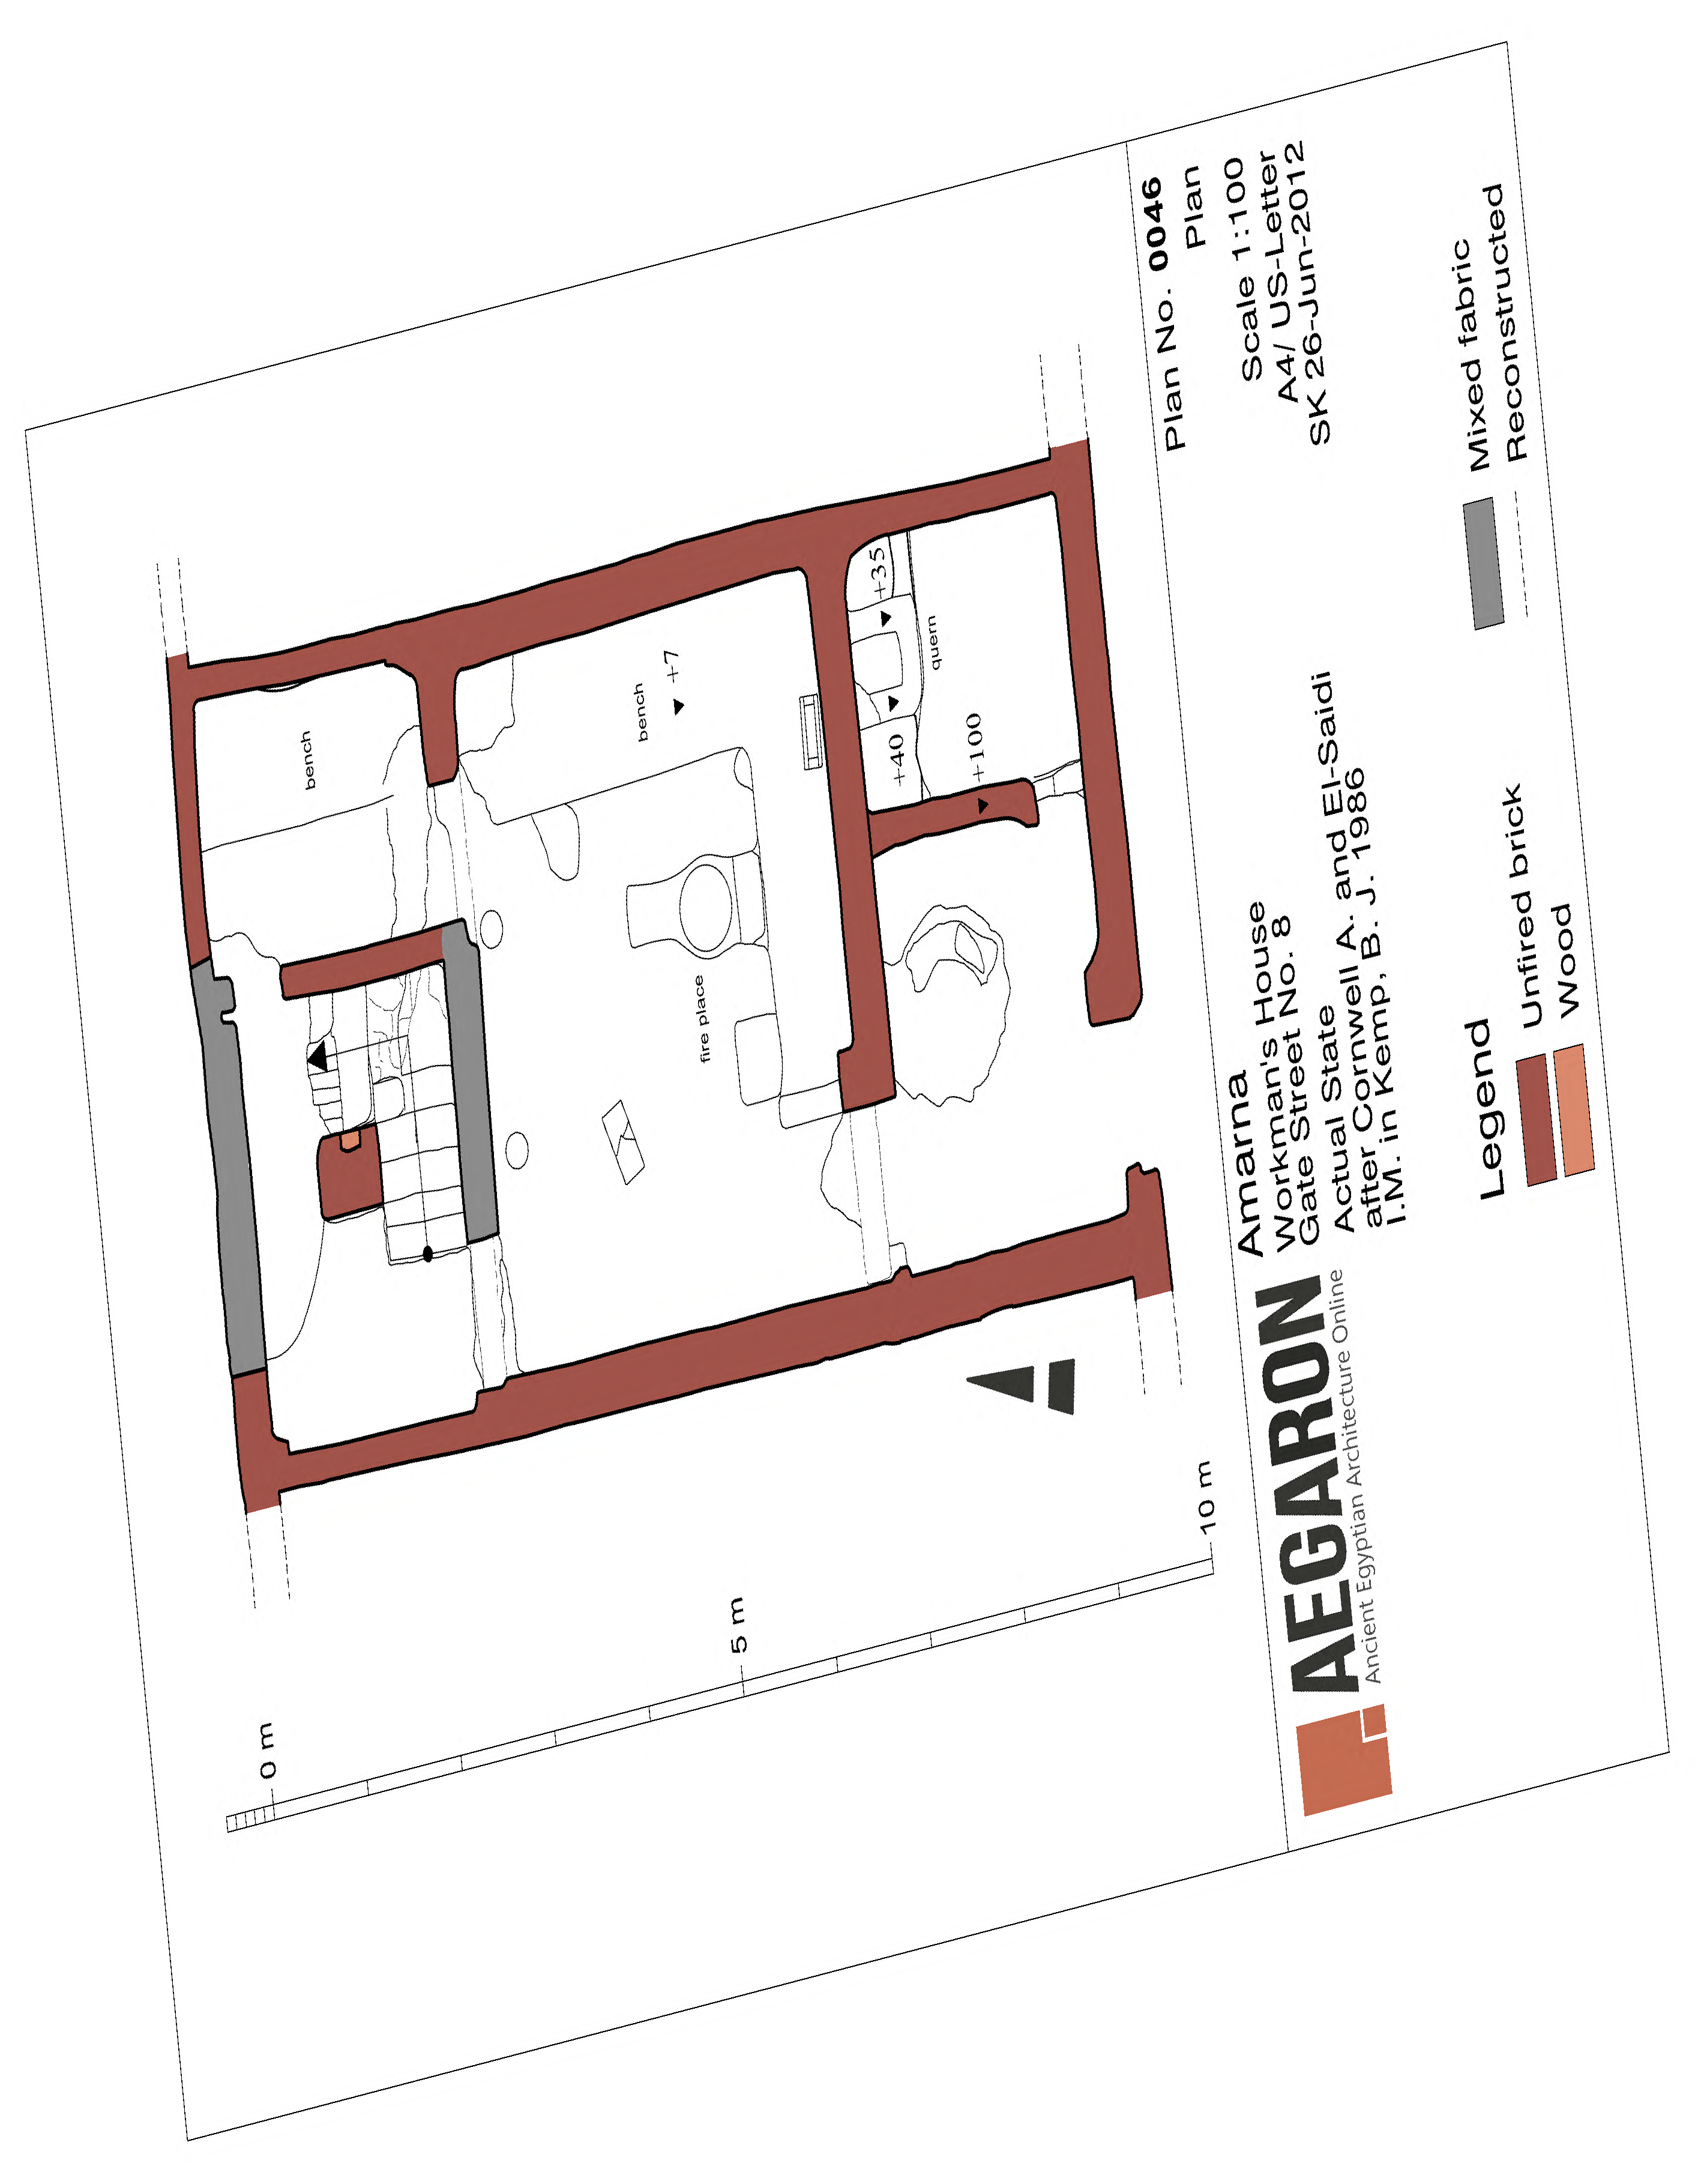 bench
bench
+7
fire place
+35
+40
quern
+100
0 m
5 m
10 m
AEGARON
Ancient Egyptian Architecture Online
Amarna
Workman's House
Gate Street No. 8
Actual State
after Cornwell A. and El-Saidi
I.M. in Kemp, B. J. 1986
Plan No. 0046
Plan
Scale 1:100
A4/ US-Letter
SK 26-Jun-2012
Legend
Unfired brick
Wood
Mixed fabric
Reconstructed